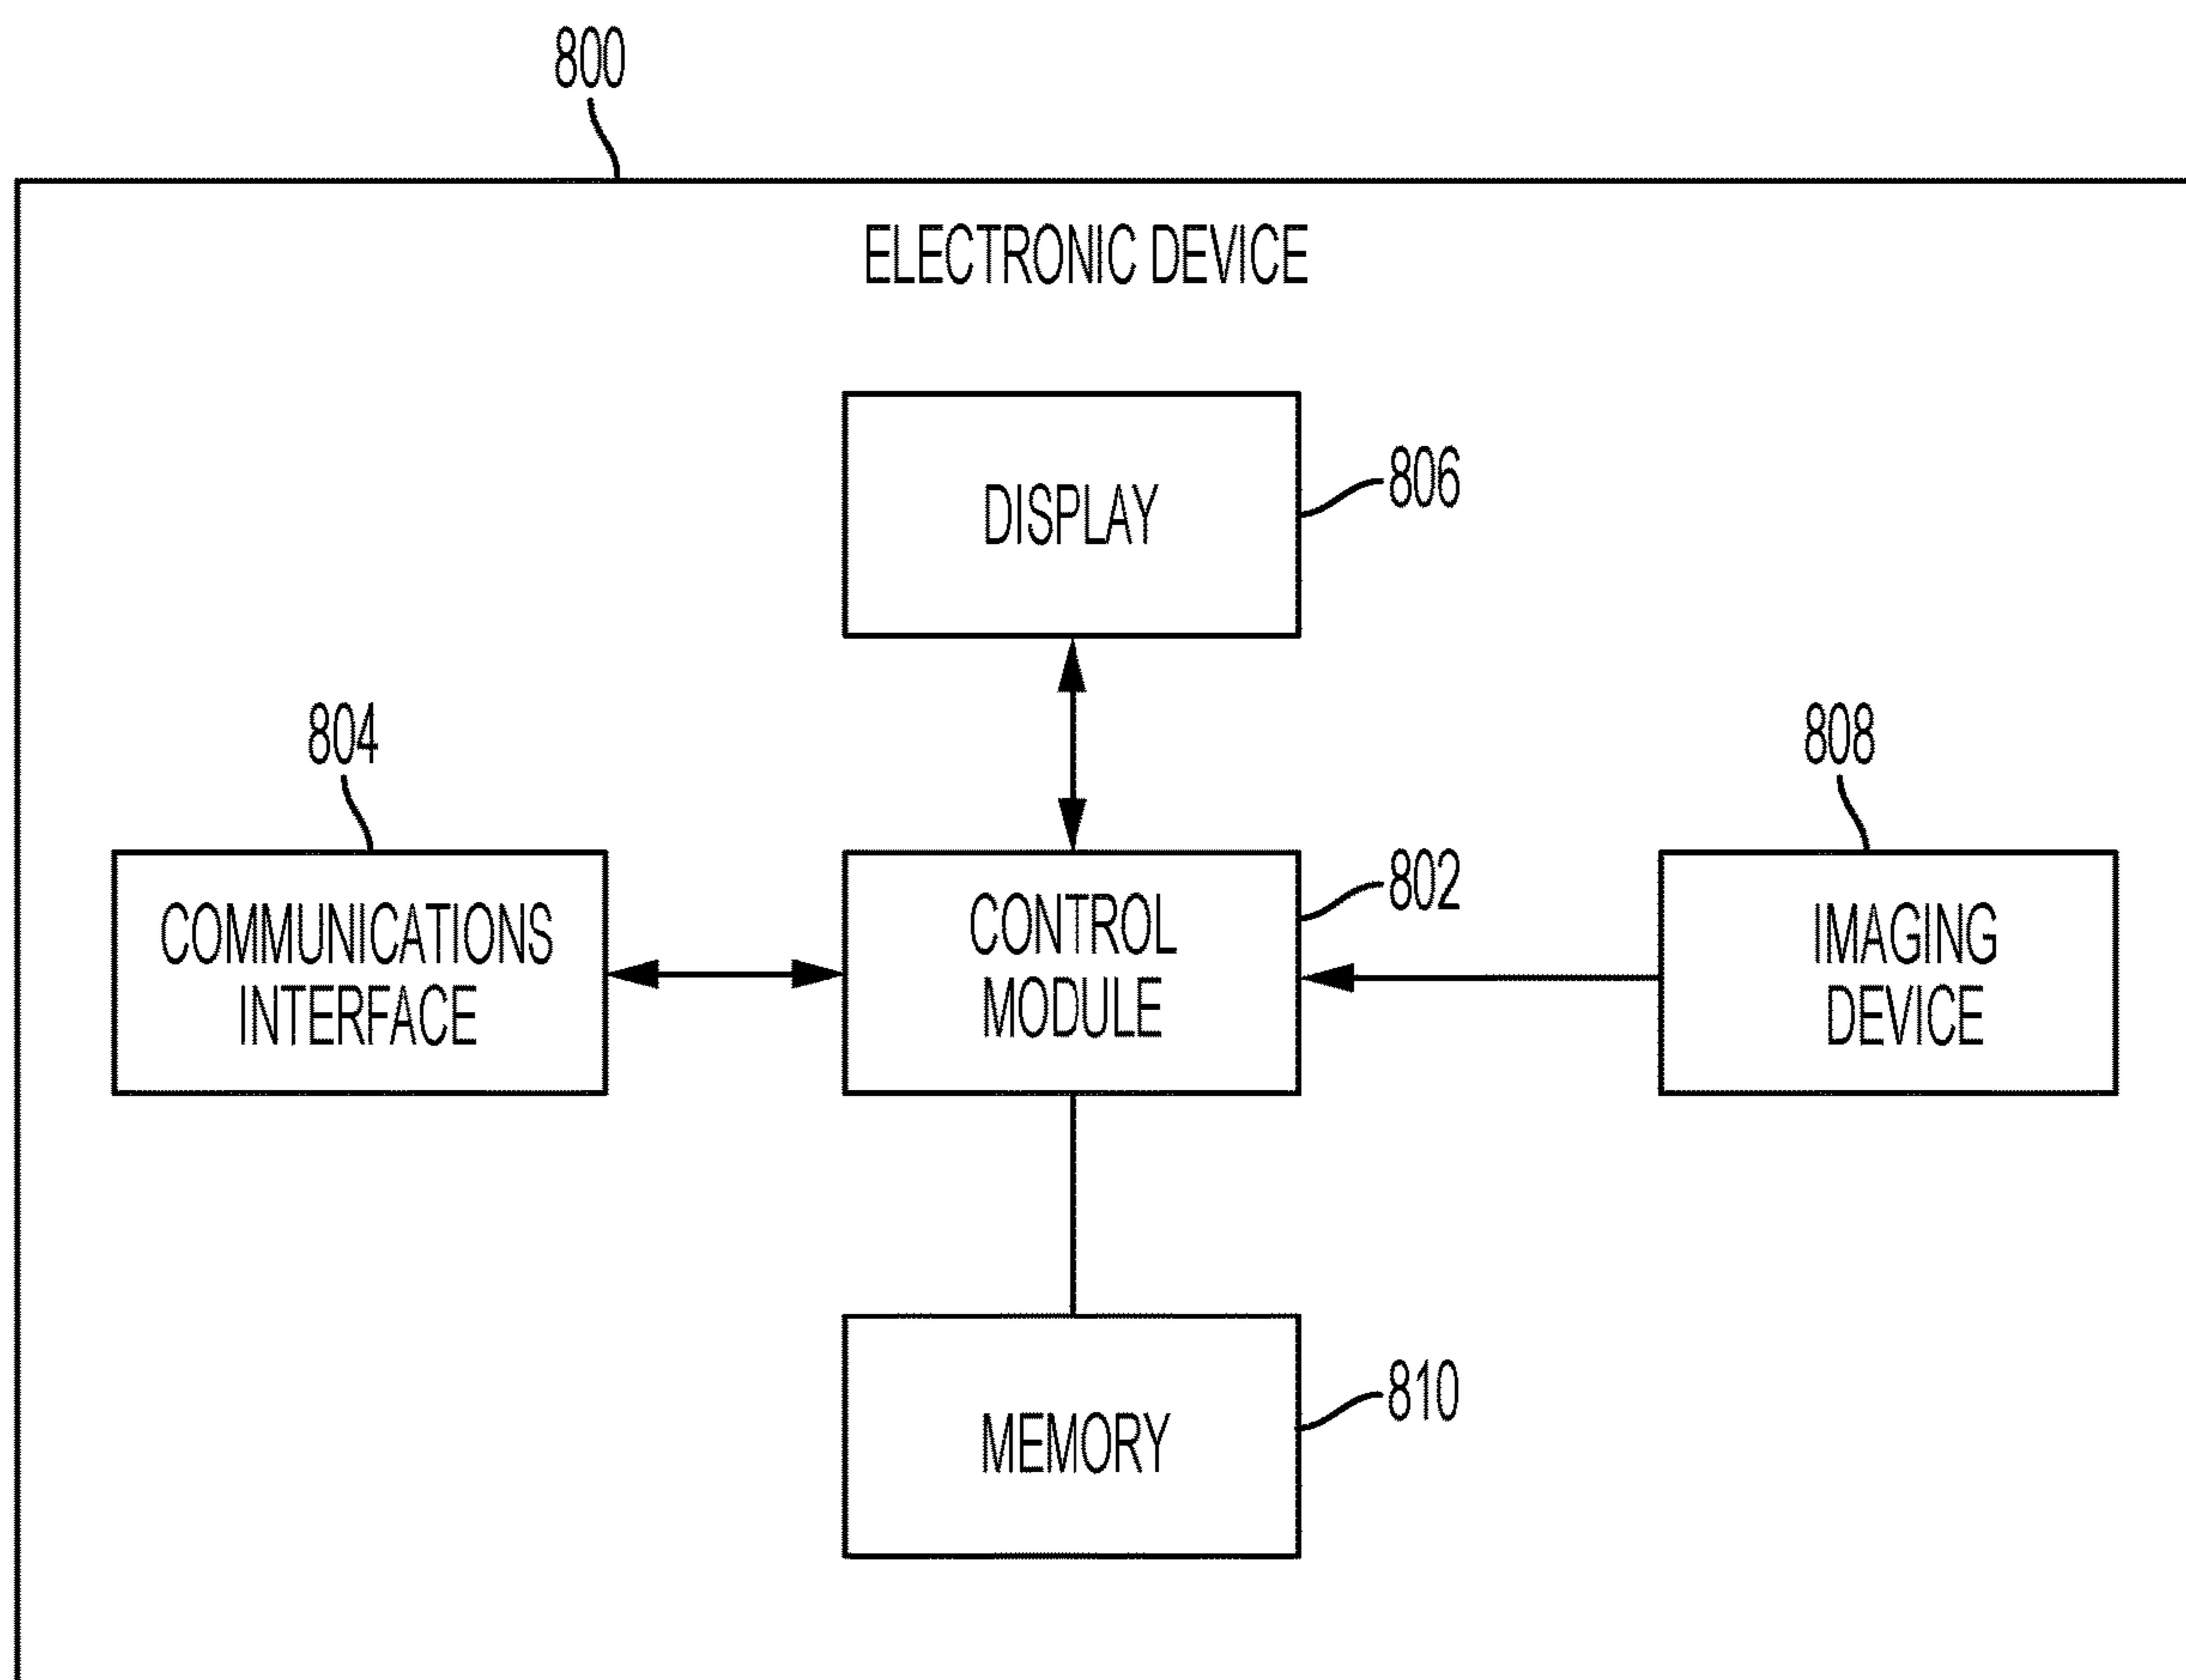 800
ELECTRONIC DEVICE
DISPLAY
806
804
808
COMMUNICATIONS
INTERFACE
CONTROL
MODULE
802
IMAGING
DEVICE
MEMORY
810